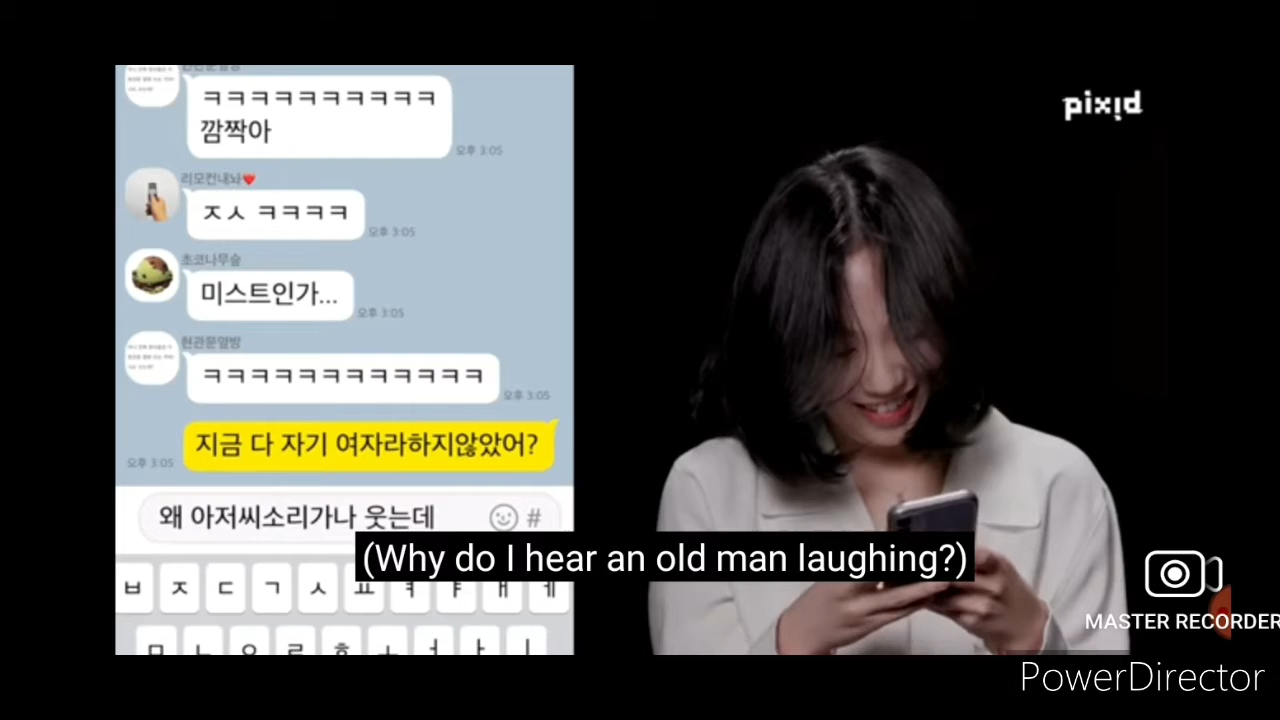 ㅋㅋㅋㅋㅋㅋㅋㅋㅋㅋ
깜짝아
오후 3:05
리모컨내놔❤️
ㅈㅅ ㅋㅋㅋㅋ
오후 3:05
초코나무숲
미스트인가...
오후 3:05
현관문열방
ㅋㅋㅋㅋㅋㅋㅋㅋㅋㅋㅋㅋ
오후 3:05
지금 다 자기 여자라하지않았어?
오후 3:05
왜 아저씨소리가나 웃는데
#
(Why do I hear an old man laughing?)
ㅂ ㅈ ㄷ ㄱ ㅅ ㅛ ㅕ ㅑ ㅐ ㅔ
ㅁ ㄴ ㅇ ㄹ ㅎ ㅗ ㅓ ㅏ ㅣ
pixid
MASTER RECORDER
PowerDirector